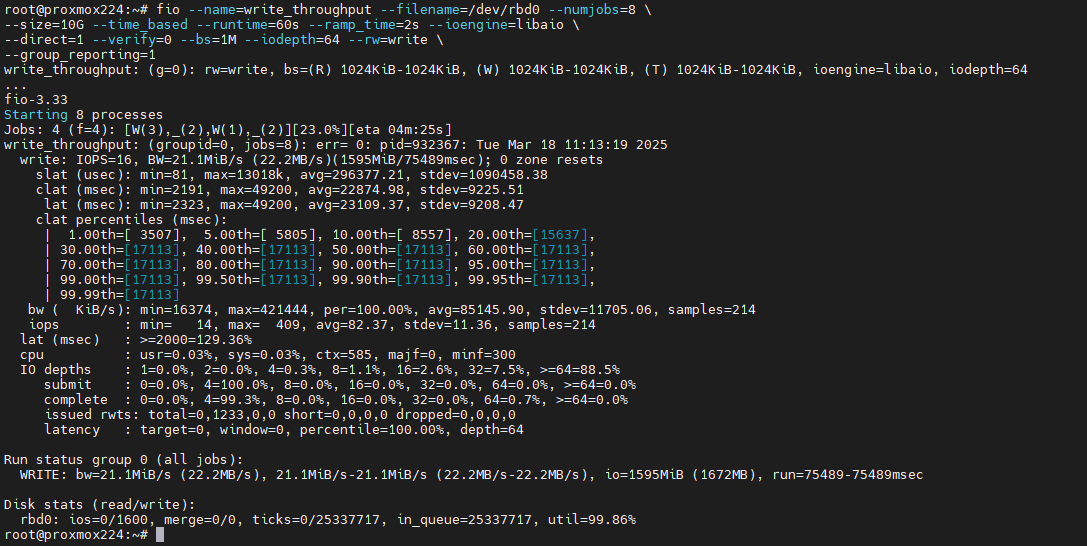 root@proxmox224:~# fio --name=write_throughput --filename=/dev/rbd0 --numjobs=8 \
--size=10G --time_based --runtime=60s --ramp_time=2s --ioengine=libaio \
--direct=1 --verify=0 --bs=1M --iodepth=64 --rw=write \
--group_reporting=1
write_throughput: (g=0): rw=write, bs=(R) 1024KiB-1024KiB, (W) 1024KiB-1024KiB, (T) 1024KiB-1024KiB, ioengine=libaio, iodepth=64
...
fio-3.33
Starting 8 processes
Jobs: 4 (f=4): [W(3),_(2),W(1),_(2)][23.0%][eta 04m:25s]
write_throughput: (groupid=0, jobs=8): err= 0: pid=932367: Tue Mar 18 11:13:19 2025
  write: IOPS=16, BW=21.1MiB/s (22.2MB/s)(1595MiB/75489msec); 0 zone resets
    slat (usec): min=81, max=13018k, avg=296377.21, stdev=1090458.38
    clat (msec): min=2191, max=49200, avg=22874.98, stdev=9225.51
     lat (msec): min=2323, max=49200, avg=23109.37, stdev=9208.47
    clat percentiles (msec):
     |  1.00th=[ 3507],  5.00th=[ 5805], 10.00th=[ 8557], 20.00th=[15637],
     | 30.00th=[17113], 40.00th=[17113], 50.00th=[17113], 60.00th=[17113],
     | 70.00th=[17113], 80.00th=[17113], 90.00th=[17113], 95.00th=[17113],
     | 99.00th=[17113], 99.50th=[17113], 99.90th=[17113], 99.95th=[17113],
     | 99.99th=[17113]
   bw (  KiB/s): min=16374, max=421444, per=100.00%, avg=85145.90, stdev=11705.06, samples=214
   iops        : min=   14, max=  409, avg=82.37, stdev=11.36, samples=214
  lat (msec)   : >=2000=129.36%
  cpu          : usr=0.03%, sys=0.03%, ctx=585, majf=0, minf=300
  IO depths    : 1=0.0%, 2=0.0%, 4=0.3%, 8=1.1%, 16=2.6%, 32=7.5%, >=64=88.5%
     submit    : 0=0.0%, 4=100.0%, 8=0.0%, 16=0.0%, 32=0.0%, 64=0.0%, >=64=0.0%
     complete  : 0=0.0%, 4=99.3%, 8=0.0%, 16=0.0%, 32=0.0%, 64=0.7%, >=64=0.0%
     issued rwts: total=0,1233,0,0 short=0,0,0,0 dropped=0,0,0,0
     latency   : target=0, window=0, percentile=100.00%, depth=64

Run status group 0 (all jobs):
  WRITE: bw=21.1MiB/s (22.2MB/s), 21.1MiB/s-21.1MiB/s (22.2MB/s-22.2MB/s), io=1595MiB (1672MB), run=75489-75489msec

Disk stats (read/write):
  rbd0: ios=0/1600, merge=0/0, ticks=0/25337717, in_queue=25337717, util=99.86%
root@proxmox224:~#